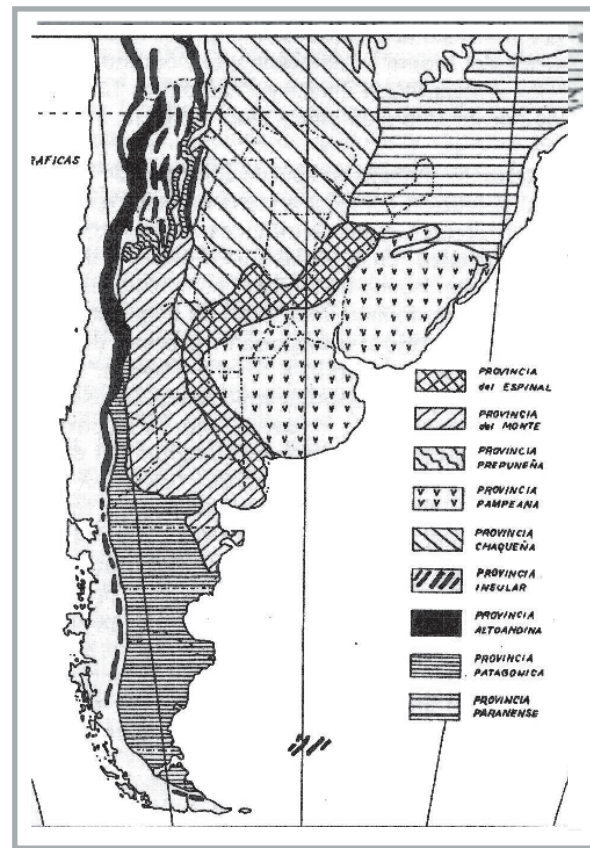 RÁFICAS
PROVINCIA
del ESPINAL
PROVINCIA
del MONTE
PROVINCIA
PREPUNEÑA
PROVINCIA
PAMPEANA
PROVINCIA
CHAQUEÑA
PROVINCIA
INSULAR
PROVINCIA
ALTOANDINA
PROVINCIA
PATAGONICA
PROVINCIA
PARANENSE